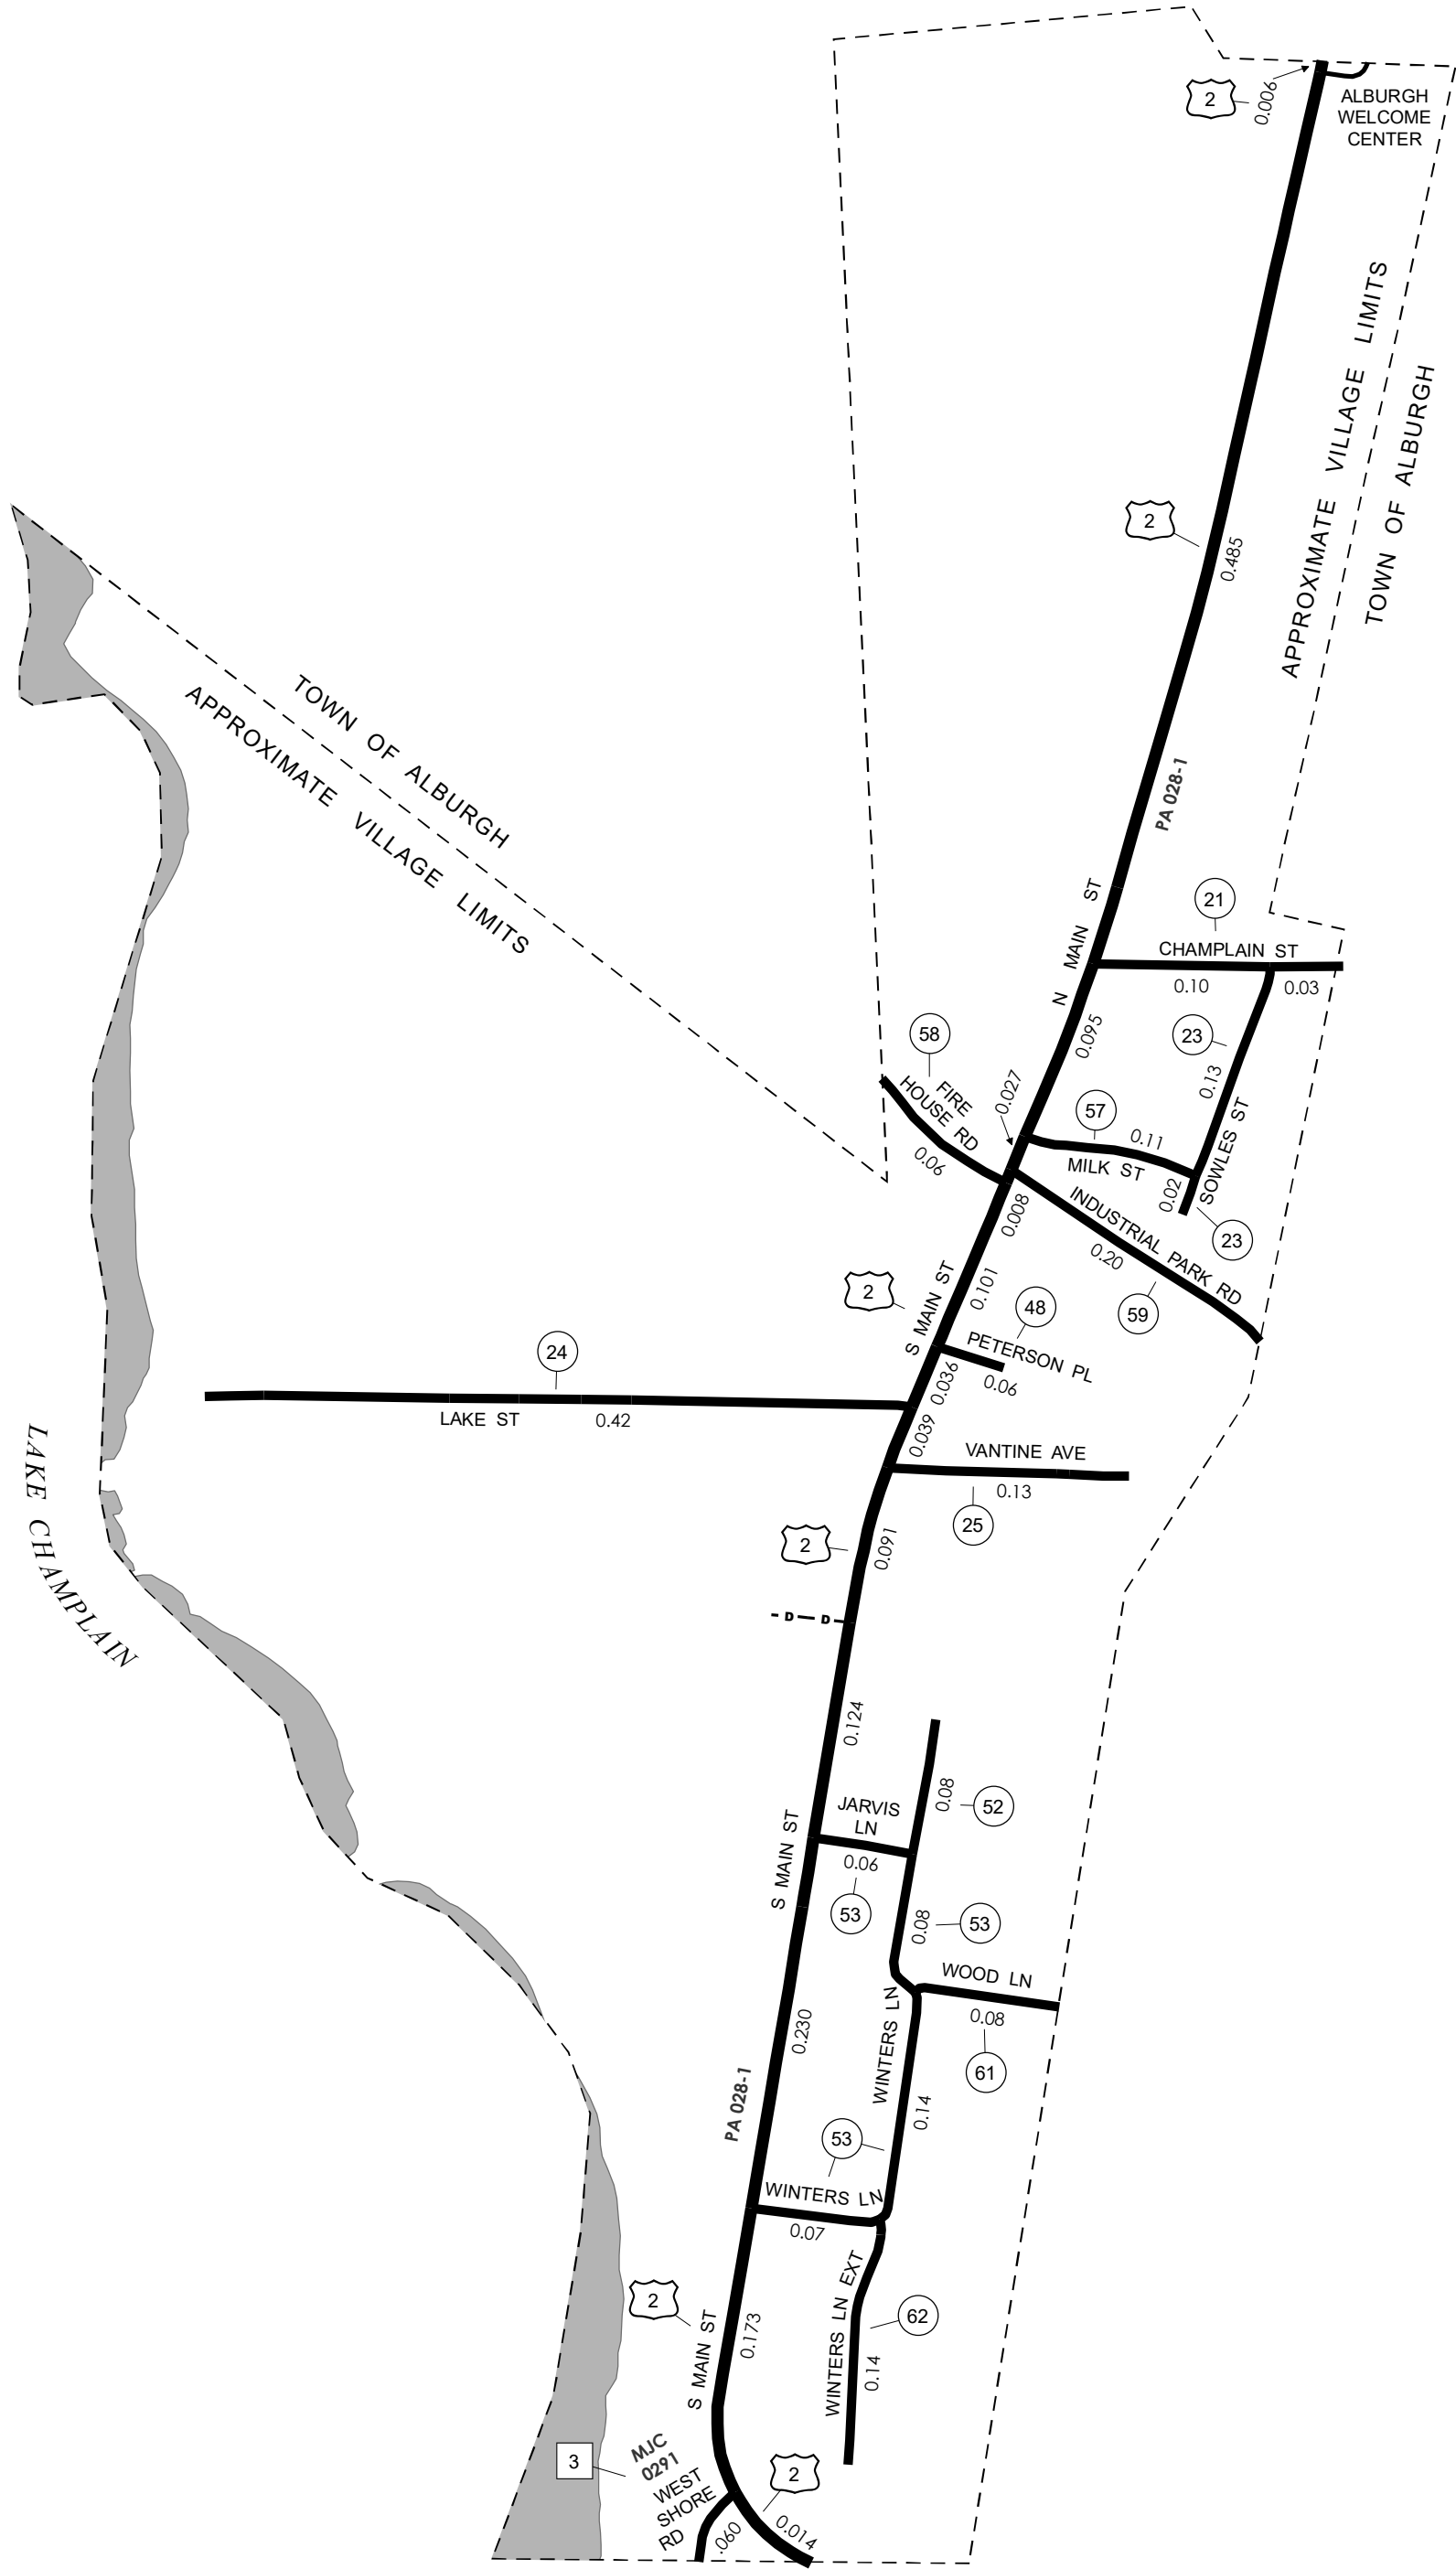 2
0.006
ALBURGH
WELCOME
CENTER
APPROXIMATE VILLAGE LIMITS
TOWN OF ALBURGH
2
0.485
TOWN OF ALBURGH
APPROXIMATE VILLAGE LIMITS
PA 028-1
N MAIN ST
21
CHAMPLAIN ST
0.10
0.03
58
FIRE
HOUSE RD
0.06
0.027
0.095
23
0.13
57
0.11
MILK ST
SOWLES ST
0.02
23
0.008
INDUSTRIAL PARK RD
0.20
59
2
S MAIN ST
0.101
48
PETERSON PL
0.06
0.036
24
LAKE ST
0.42
0.039
VANTINE AVE
0.13
25
LAKE CHAMPLAIN
2
0.091
D D
0.124
JARVIS
LN
0.06
53
0.08
52
S MAIN ST
0.08
53
WOOD LN
0.08
61
0.230
WINTERS LN
0.14
PA 028-1
53
WINTERS LN
0.07
2
S MAIN ST
0.173
WINTERS LN EXT
62
0.14
3
MJC
0291
WEST
SHORE
RD
.060
2
0.014